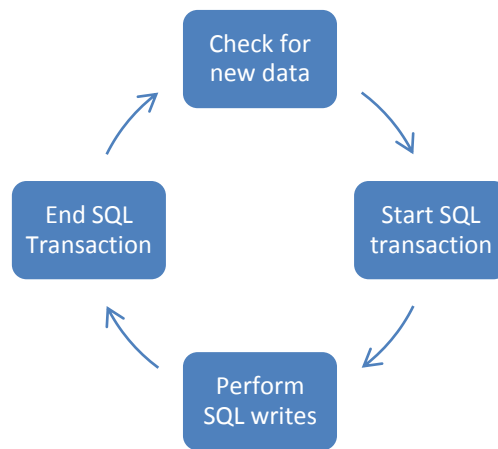 Check for
new data
Start SQL
transaction
Perform
SQL writes
End SQL
Transaction